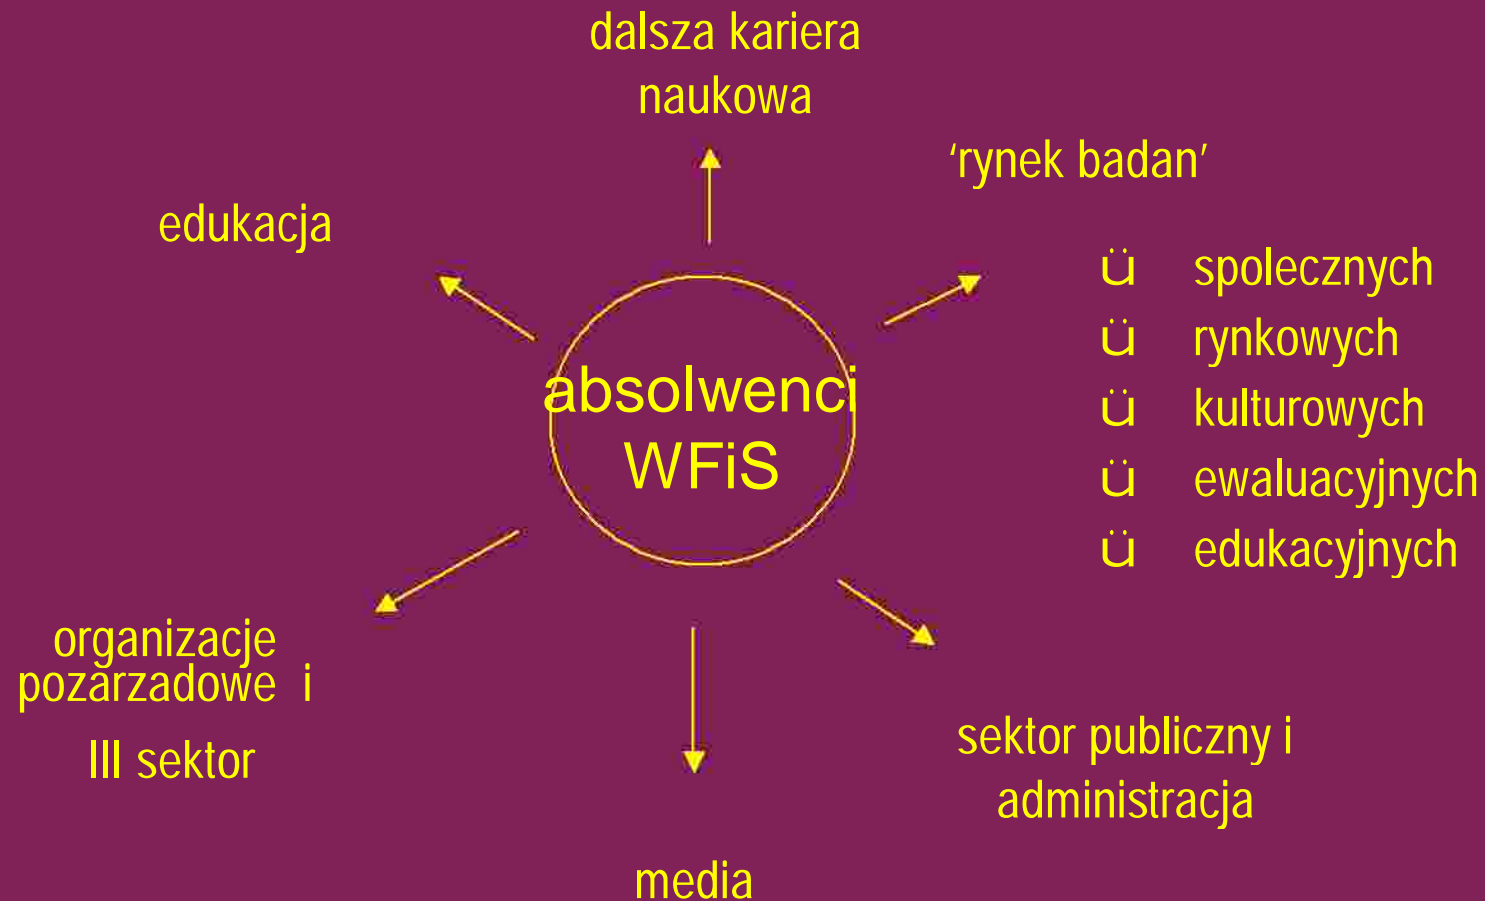 dalsza kariera
naukowa
‘rynek badan’
edukacja
ü spolecznych
ü rynkowych
ü kulturowych
ü ewaluacyjnych
ü edukacyjnych
absolwenci
WFiS
organizacje
pozarzadowe i
III sektor
sektor publiczny i
administracja
media